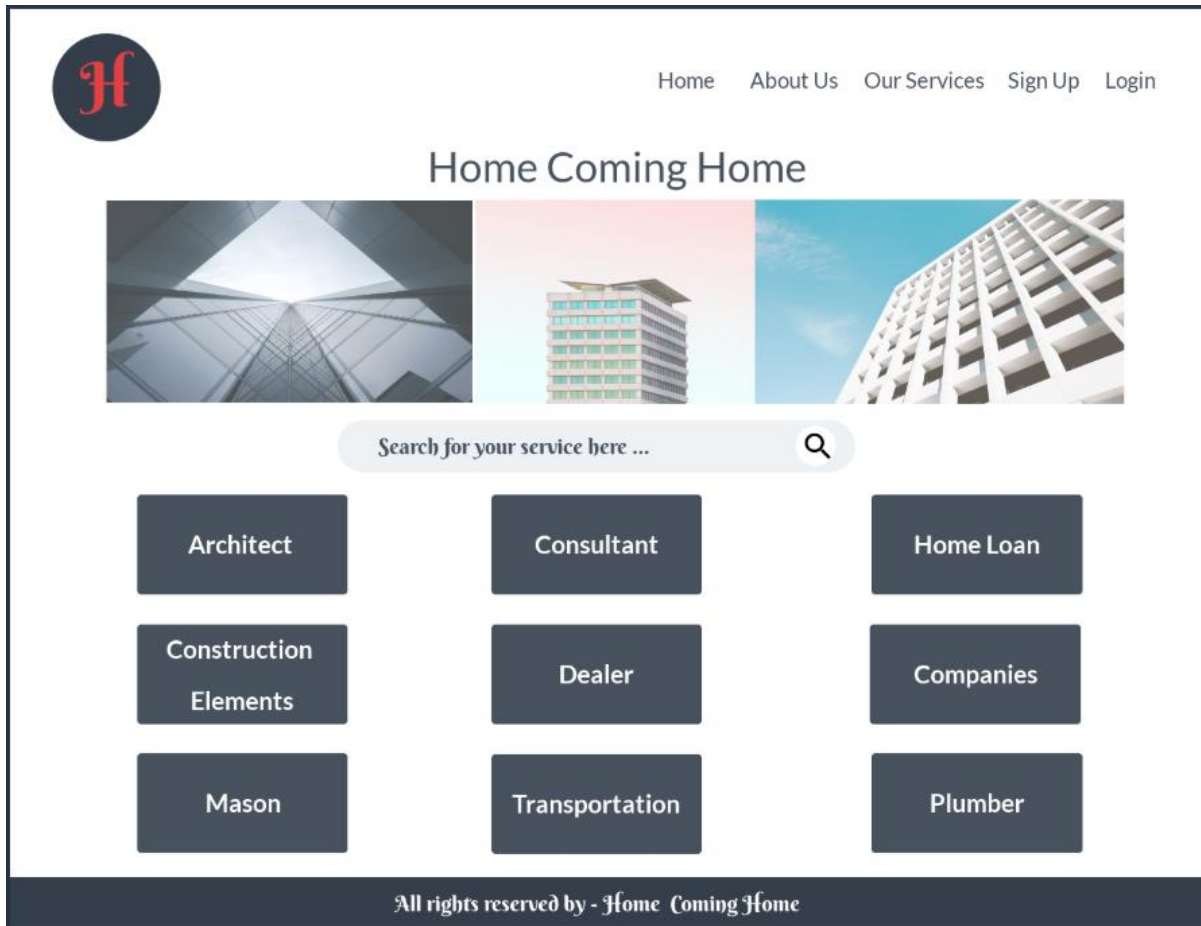 H
Home About Us Our Services Sign Up Login
Home Coming Home
Search for your service here ...
Architect Consultant Home Loan
Construction
Elements
Dealer Companies
Mason Transportation Plumber
All rights reserved by - Home Coming Home